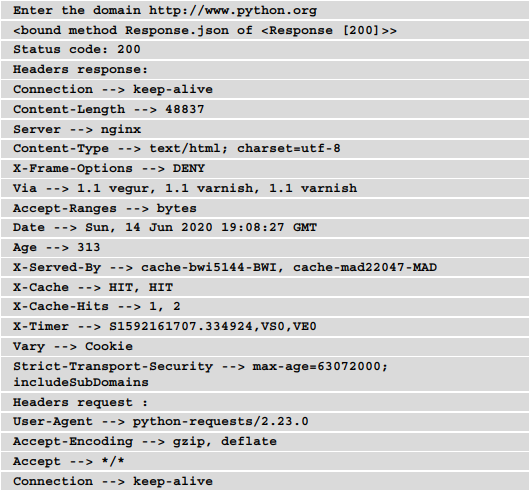 Enter the domain http://www.python.org
<bound method Response.json of <Response [200]>>
Status code: 200
Headers response:
Connection --> keep-alive
Content-Length --> 48837
Server --> nginx
Content-Type --> text/html; charset=utf-8
X-Frame-Options --> DENY
Via --> 1.1 vegur, 1.1 varnish, 1.1 varnish
Accept-Ranges --> bytes
Date --> Sun, 14 Jun 2020 19:08:27 GMT
Age --> 313
X-Served-By --> cache-bwi5144-BWI, cache-mad22047-MAD
X-Cache --> HIT, HIT
X-Cache-Hits --> 1, 2
X-Timer --> S1592161707.334924,VS0,VE0
Vary --> Cookie
Strict-Transport-Security --> max-age=63072000;
includeSubDomains
Headers request :
User-Agent --> python-requests/2.23.0
Accept-Encoding --> gzip, deflate
Accept --> */*
Connection --> keep-alive